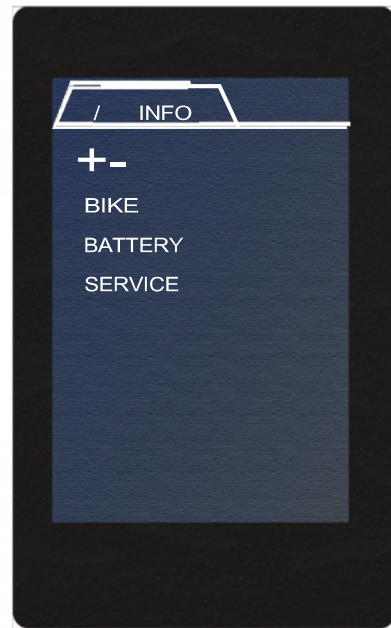 / INFO
+-
BIKE
BATTERY
SERVICE